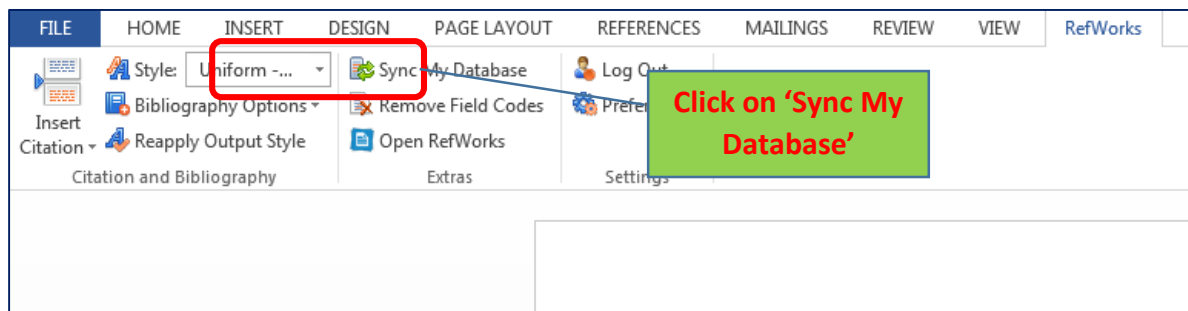 FILE HOME INSERT DESIGN PAGE LAYOUT REFERENCES MAILINGS REVIEW VIEW RefWorks
Style: Uniform -... Sync My Database Log Out
Bibliography Options Remove Field Codes
Insert
Citation Reapply Output Style Open RefWorks
Citation and Bibliography Extras Settings
Click on ‘Sync My
Database’